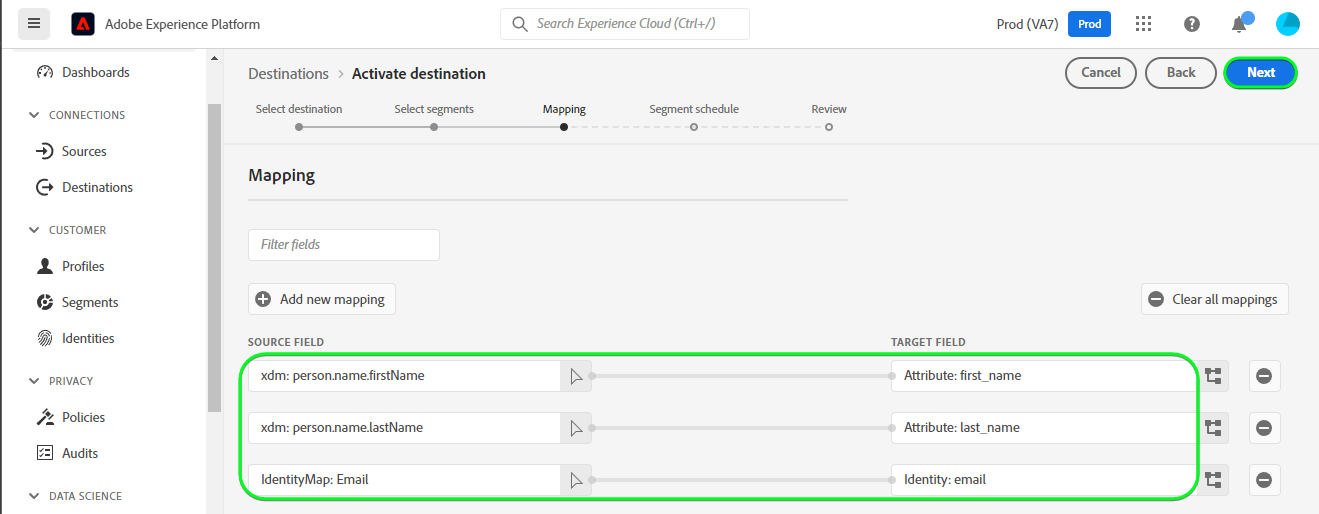 Adobe Experience Platform
Search Experience Cloud (Ctrl+/)
Prod (VA7)
Prod
Dashboards
CONNECTIONS
Sources
Destinations
CUSTOMER
Profiles
Segments
Identities
PRIVACY
Policies
Audits
DATA SCIENCE
Destinations > Activate destination
Cancel
Back
Next
Select destination
Select segments
Mapping
Segment schedule
Review
Mapping
Filter fields
Add new mapping
Clear all mappings
SOURCE FIELD
TARGET FIELD
xdm: person.name.firstName
Attribute: first_name
xdm: person.name.lastName
Attribute: last_name
IdentityMap: Email
Identity: email